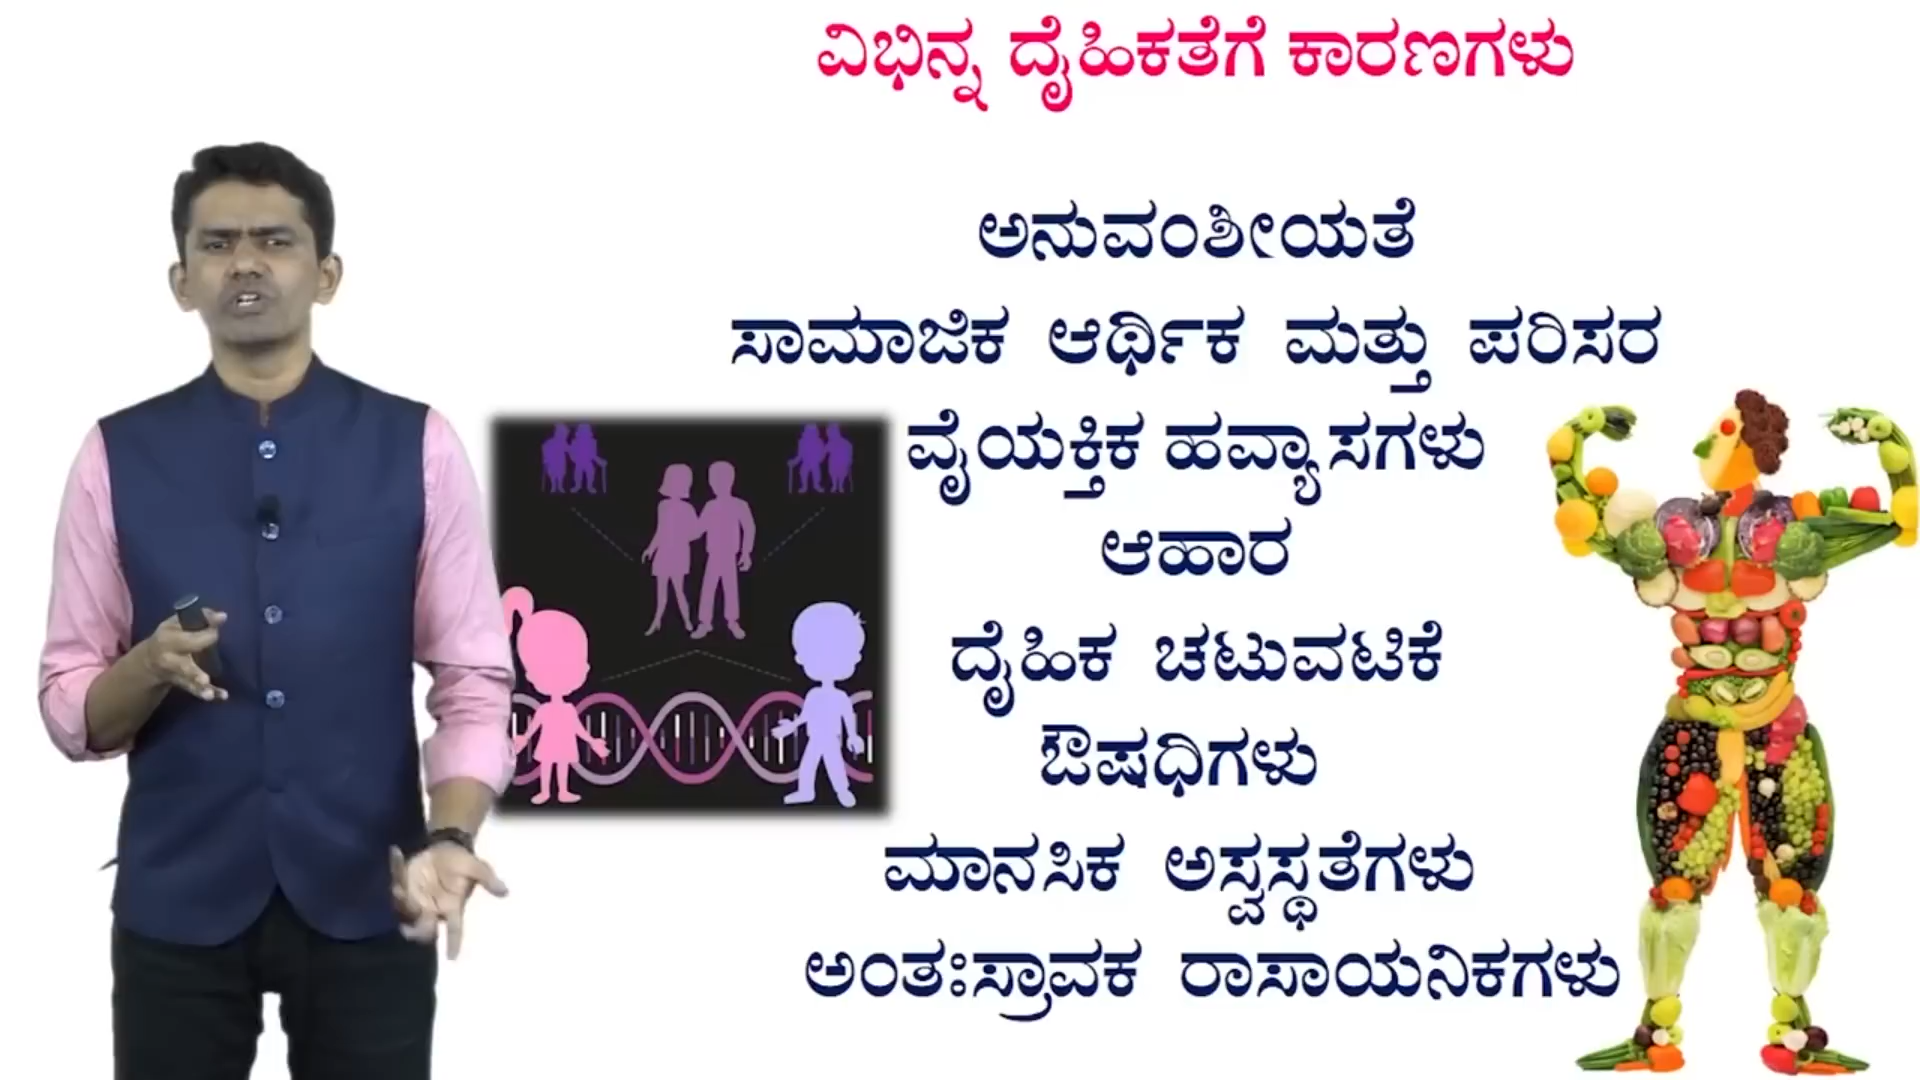 ವಿಭಿನ್ನ ದೈಹಿಕತೆಗೆ ಕಾರಣಗಳು
ಅನುವಂಶೀಯತೆ
ಸಾಮಾಜಿಕ ಆರ್ಥಿಕ ಮತ್ತು ಪರಿಸರ
ವೈಯಕ್ತಿಕ ಹವ್ಯಾಸಗಳು
ಆಹಾರ
ದೈಹಿಕ ಚಟುವಟಿಕೆ
ಔಷಧಿಗಳು
ಮಾನಸಿಕ ಅಸ್ವಸ್ಥತೆಗಳು
ಅಂತಃಸ್ರಾವಕ ರಾಸಾಯನಿಕಗಳು